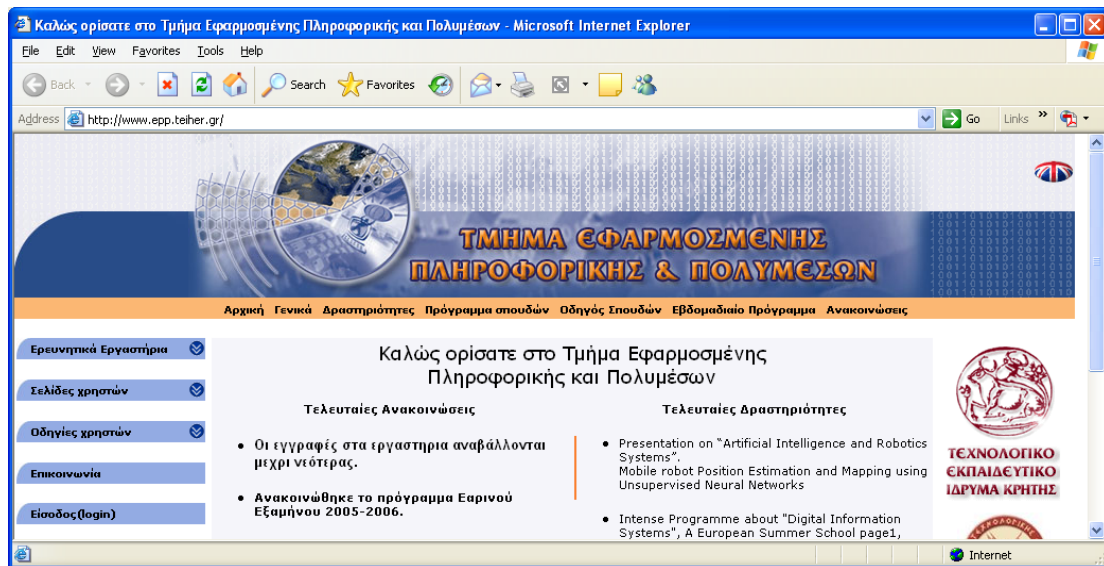 Καλώς ορίσατε στο Τμήμα Εφαρμοσμένης Πληροφορικής και Πολυμέσων - Microsoft Internet Explorer
File Edit View Favorites Tools Help
Back Search Favorites
Address http://www.epp.teiher.gr/ Go Links »
ΤΜΗΜΑ ΕΦΑΡΜΟΣΜΕΝΗΣ
ΠΛΗΡΟΦΟΡΙΚΗΣ & ΠΟΛΥΜΕΣΩΝ
Αρχική Γενικά Δραστηριότητες Πρόγραμμα σπουδών Οδηγός Σπουδών Εβδομαδιαίο Πρόγραμμα Ανακοινώσεις
Ερευνητικά Εργαστήρια
Σελίδες χρηστών
Οδηγίες χρηστών
Επικοινωνία
Είσοδος(login)
Καλώς ορίσατε στο Τμήμα Εφαρμοσμένης
Πληροφορικής και Πολυμέσων
Τελευταίες Ανακοινώσεις
• Οι εγγραφές στα εργαστηρια αναβάλλονται
μεχρι νεότερας.
• Ανακοινώθηκε το πρόγραμμα Εαρινού
Εξαμήνου 2005-2006.
Τελευταίες Δραστηριότητες
• Presentation on “Artificial Intelligence and Robotics
Systems”.
Mobile robot Position Estimation and Mapping using
Unsupervised Neural Networks
• Intense Programme about "Digital Information
Systems", A European Summer School page1,
ΤΕΧΝΟΛΟΓΙΚΟ
ΕΚΠΑΙΔΕΥΤΙΚΟ
ΙΔΡΥΜΑ ΚΡΗΤΗΣ
Internet